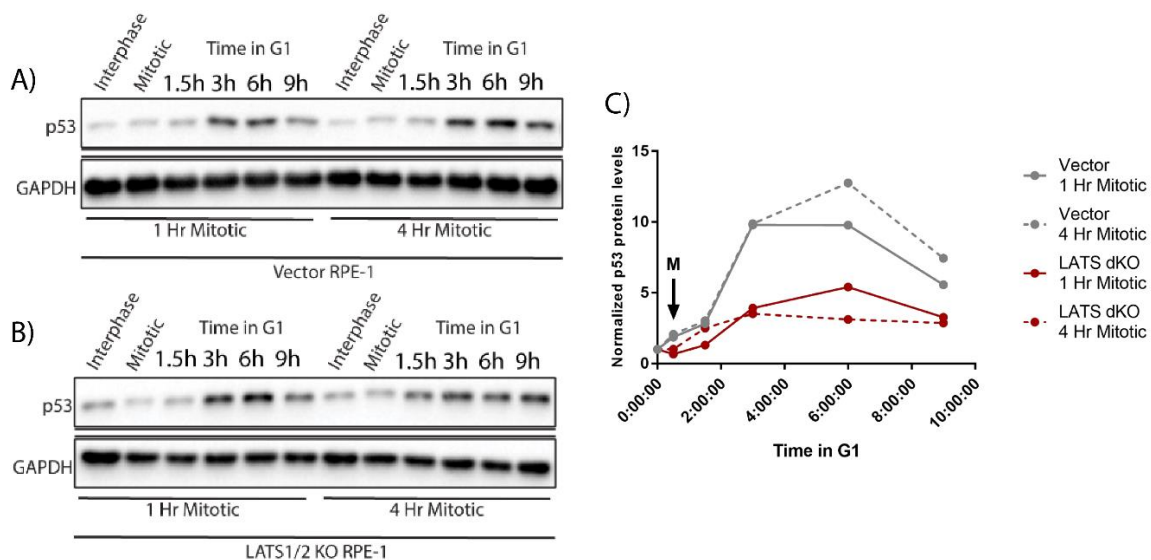 A)
Interphase
Mitotic
Time in G1
1.5h 3h 6h 9h
Interphase
Mitotic
Time in G1
1.5h 3h 6h 9h
p53
GAPDH
1 Hr Mitotic
4 Hr Mitotic
Vector RPE-1
B)
Interphase
Mitotic
Time in G1
1.5h 3h 6h 9h
Interphase
Mitotic
Time in G1
1.5h 3h 6h 9h
p53
GAPDH
1 Hr Mitotic
4 Hr Mitotic
LATS1/2 KO RPE-1
C)
Normalized p53 protein levels
15
10
5
0
M
0:00:00
2:00:00
4:00:00
6:00:00
8:00:00
10:00:00
Time in G1
Vector
1 Hr Mitotic
Vector
4 Hr Mitotic
LATS dKO
1 Hr Mitotic
LATS dKO
4 Hr Mitotic